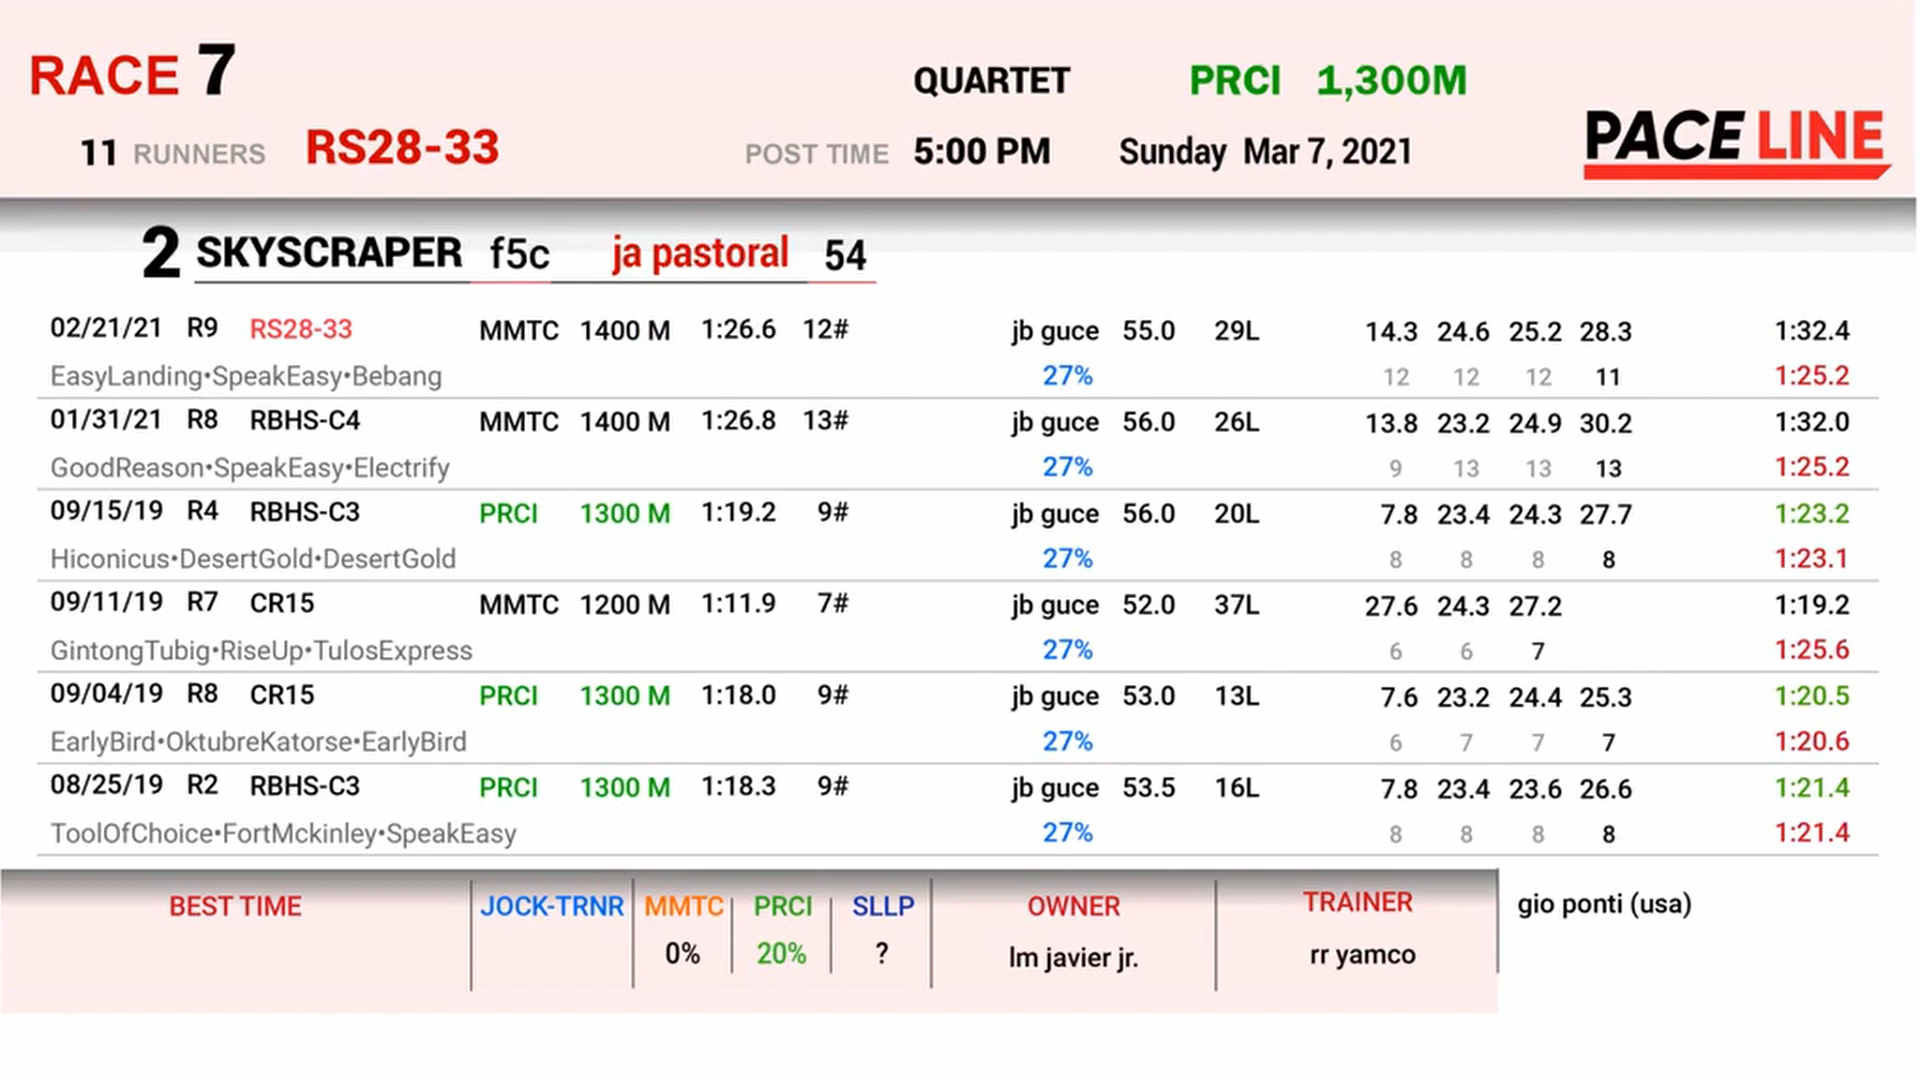 RACE 7
QUARTET PRCI 1,300M
11 RUNNERS RS28-33 POST TIME 5:00 PM Sunday Mar 7, 2021 PACE LINE
2 SKYSCRAPER f5c ja pastoral 54
02/21/21 R9 RS28-33 MMTC 1400 M 1:26.6 12# jb guce 55.0 29L 14.3 24.6 25.2 28.3 1:32.4
EasyLanding•SpeakEasy•Bebang 27% 12 12 12 11 1:25.2
01/31/21 R8 RBHS-C4 MMTC 1400 M 1:26.8 13# jb guce 56.0 26L 13.8 23.2 24.9 30.2 1:32.0
GoodReason•SpeakEasy•Electrify 27% 9 13 13 13 1:25.2
09/15/19 R4 RBHS-C3 PRCI 1300 M 1:19.2 9# jb guce 56.0 20L 7.8 23.4 24.3 27.7 1:23.2
Hiconicus•DesertGold•DesertGold 27% 8 8 8 8 1:23.1
09/11/19 R7 CR15 MMTC 1200 M 1:11.9 7# jb guce 52.0 37L 27.6 24.3 27.2 1:19.2
GintongTubig•RiseUp•TulosExpress 27% 6 6 7 1:25.6
09/04/19 R8 CR15 PRCI 1300 M 1:18.0 9# jb guce 53.0 13L 7.6 23.2 24.4 25.3 1:20.5
EarlyBird•OktubreKatorse•EarlyBird 27% 6 7 7 7 1:20.6
08/25/19 R2 RBHS-C3 PRCI 1300 M 1:18.3 9# jb guce 53.5 16L 7.8 23.4 23.6 26.6 1:21.4
ToolOfChoice•FortMckinley•SpeakEasy 27% 8 8 8 8 1:21.4
BEST TIME JOCK-TRNR MMTC PRCI SLLP OWNER TRAINER gio ponti (usa)
0% 20% ? lm javier jr. rr yamco